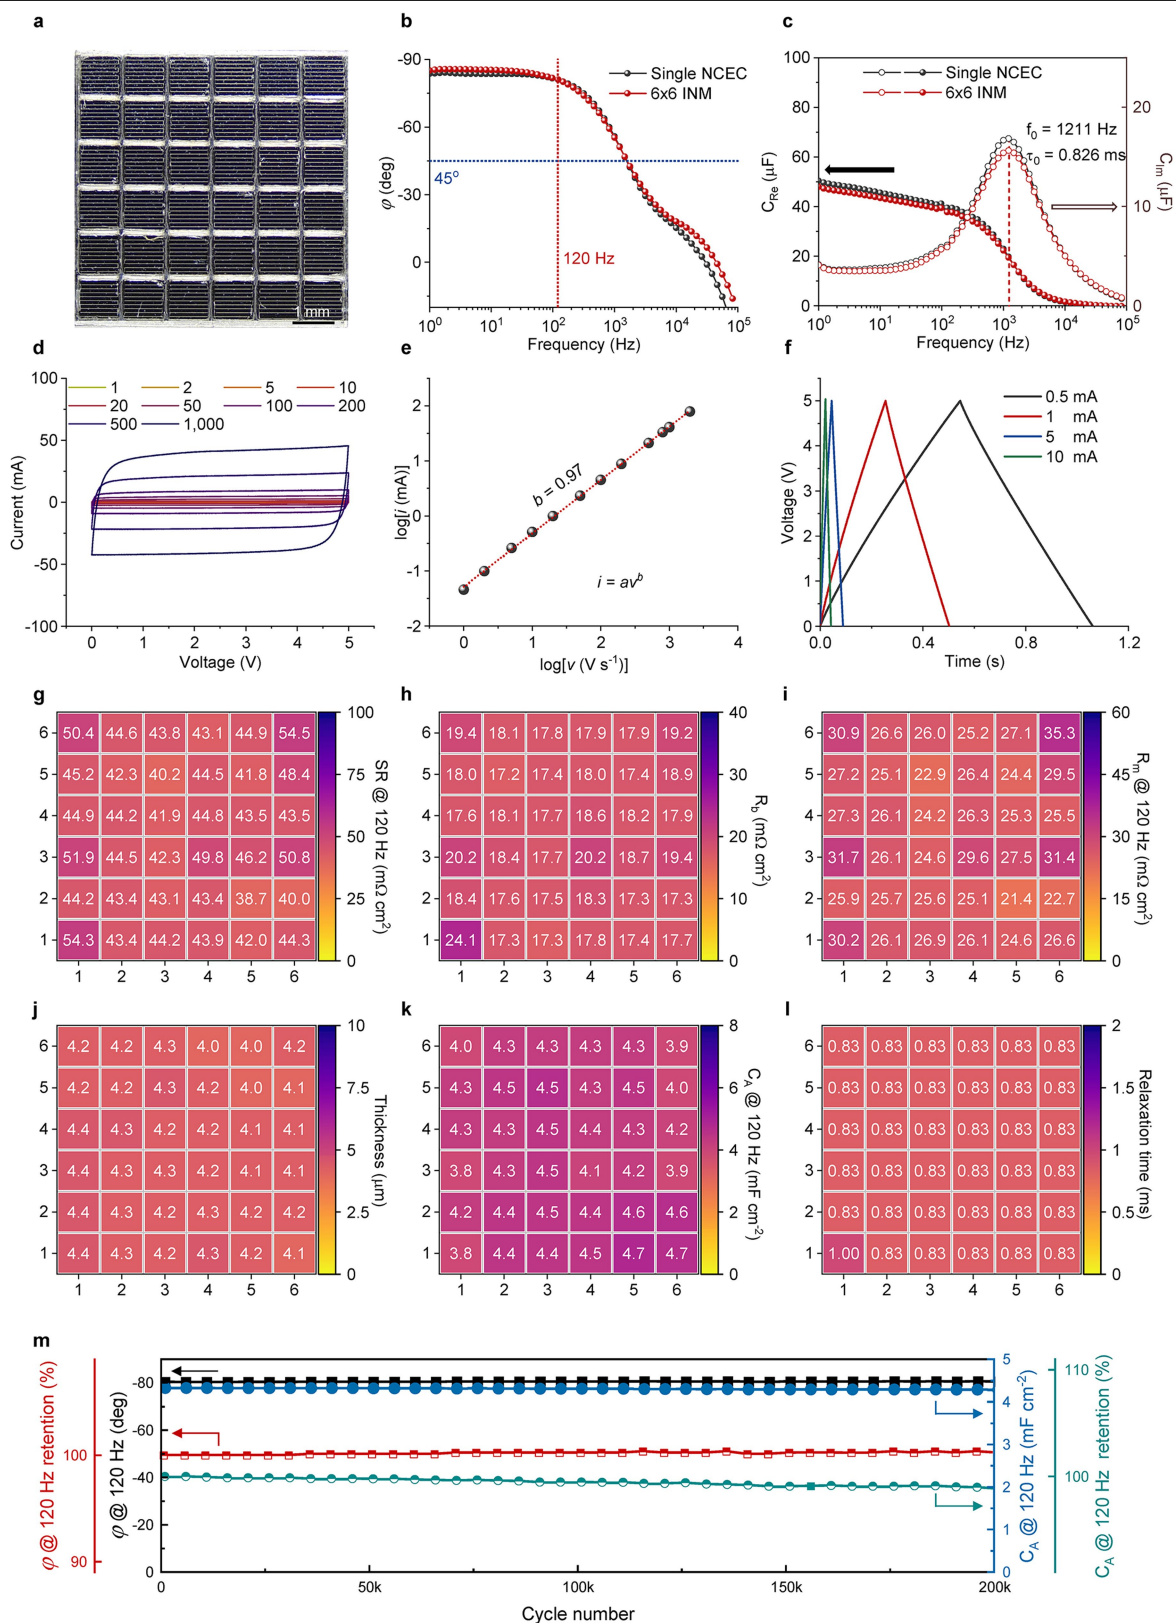 a
1 mm
b
-90
-60
-30
0
φ (deg)
Single NCEC
6x6 INM
45°
120 Hz
10⁰ 10¹ 10² 10³ 10⁴ 10⁵
Frequency (Hz)
c
100
80
60
40
20
0
C_Re (μF)
Single NCEC
6x6 INM
f₀ = 1211 Hz
τ₀ = 0.826 ms
20
10
0
C_Im (μF)
10⁰ 10¹ 10² 10³ 10⁴ 10⁵
Frequency (Hz)
d
100
50
0
-50
-100
Current (mA)
1 2 5 10
20 50 100 200
500 1,000
0 1 2 3 4 5
Voltage (V)
e
2
1
0
-1
-2
log[i (mA)]
b = 0.97
i = avᵇ
0 1 2 3 4
log[v (V s⁻¹)]
f
5
4
3
2
1
0
Voltage (V)
0.5 mA
1 mA
5 mA
10 mA
0.0 0.4 0.8 1.2
Time (s)
g
6 50.4 44.6 43.8 43.1 44.9 54.5
5 45.2 42.3 40.2 44.5 41.8 48.4
4 44.9 44.2 41.9 44.8 43.5 43.5
3 51.9 44.5 42.3 49.8 46.2 50.8
2 44.2 43.4 43.1 43.4 38.7 40.0
1 54.3 43.4 44.2 43.9 42.0 44.3
1 2 3 4 5 6
100
75
50
25
0
SR @ 120 Hz (mΩ cm²)
h
6 19.4 18.1 17.8 17.9 17.9 19.2
5 18.0 17.2 17.4 18.0 17.4 18.9
4 17.6 18.1 17.7 18.6 18.2 17.9
3 20.2 18.4 17.7 20.2 18.7 19.4
2 18.4 17.6 17.5 18.3 17.3 17.3
1 24.1 17.3 17.3 17.8 17.4 17.7
1 2 3 4 5 6
40
30
20
10
0
R_b (mΩ cm²)
i
6 30.9 26.6 26.0 25.2 27.1 35.3
5 27.2 25.1 22.9 26.4 24.4 29.5
4 27.3 26.1 24.2 26.3 25.3 25.5
3 31.7 26.1 24.6 29.6 27.5 31.4
2 25.9 25.7 25.6 25.1 21.4 22.7
1 30.2 26.1 26.9 26.1 24.6 26.6
1 2 3 4 5 6
60
45
30
15
0
R_m @ 120 Hz (mΩ cm²)
j
6 4.2 4.2 4.3 4.0 4.0 4.2
5 4.2 4.2 4.3 4.2 4.0 4.1
4 4.4 4.3 4.2 4.2 4.1 4.1
3 4.4 4.3 4.3 4.2 4.1 4.1
2 4.4 4.4 4.2 4.3 4.2 4.2
1 4.4 4.3 4.2 4.3 4.2 4.1
1 2 3 4 5 6
10
7.5
5
2.5
0
Thickness (μm)
k
6 4.0 4.3 4.3 4.3 4.3 3.9
5 4.3 4.5 4.5 4.3 4.5 4.0
4 4.3 4.3 4.5 4.4 4.3 4.2
3 3.8 4.3 4.5 4.1 4.2 3.9
2 4.2 4.4 4.5 4.4 4.6 4.6
1 3.8 4.4 4.4 4.5 4.7 4.7
1 2 3 4 5 6
8
6
4
2
0
C_A @ 120 Hz (mF cm⁻²)
l
6 0.83 0.83 0.83 0.83 0.83 0.83
5 0.83 0.83 0.83 0.83 0.83 0.83
4 0.83 0.83 0.83 0.83 0.83 0.83
3 0.83 0.83 0.83 0.83 0.83 0.83
2 0.83 0.83 0.83 0.83 0.83 0.83
1 1.00 0.83 0.83 0.83 0.83 0.83
1 2 3 4 5 6
2
1.5
1
0.5
0
Relaxation time (ms)
m
φ @ 120 Hz retention (%)
100
90
φ @ 120 Hz (deg)
-80
-60
-40
-20
0
0 50k 100k 150k 200k
Cycle number
5
4
3
2
1
0
C_A @ 120 Hz (mF cm⁻²)
110
100
C_A @ 120 Hz retention (%)